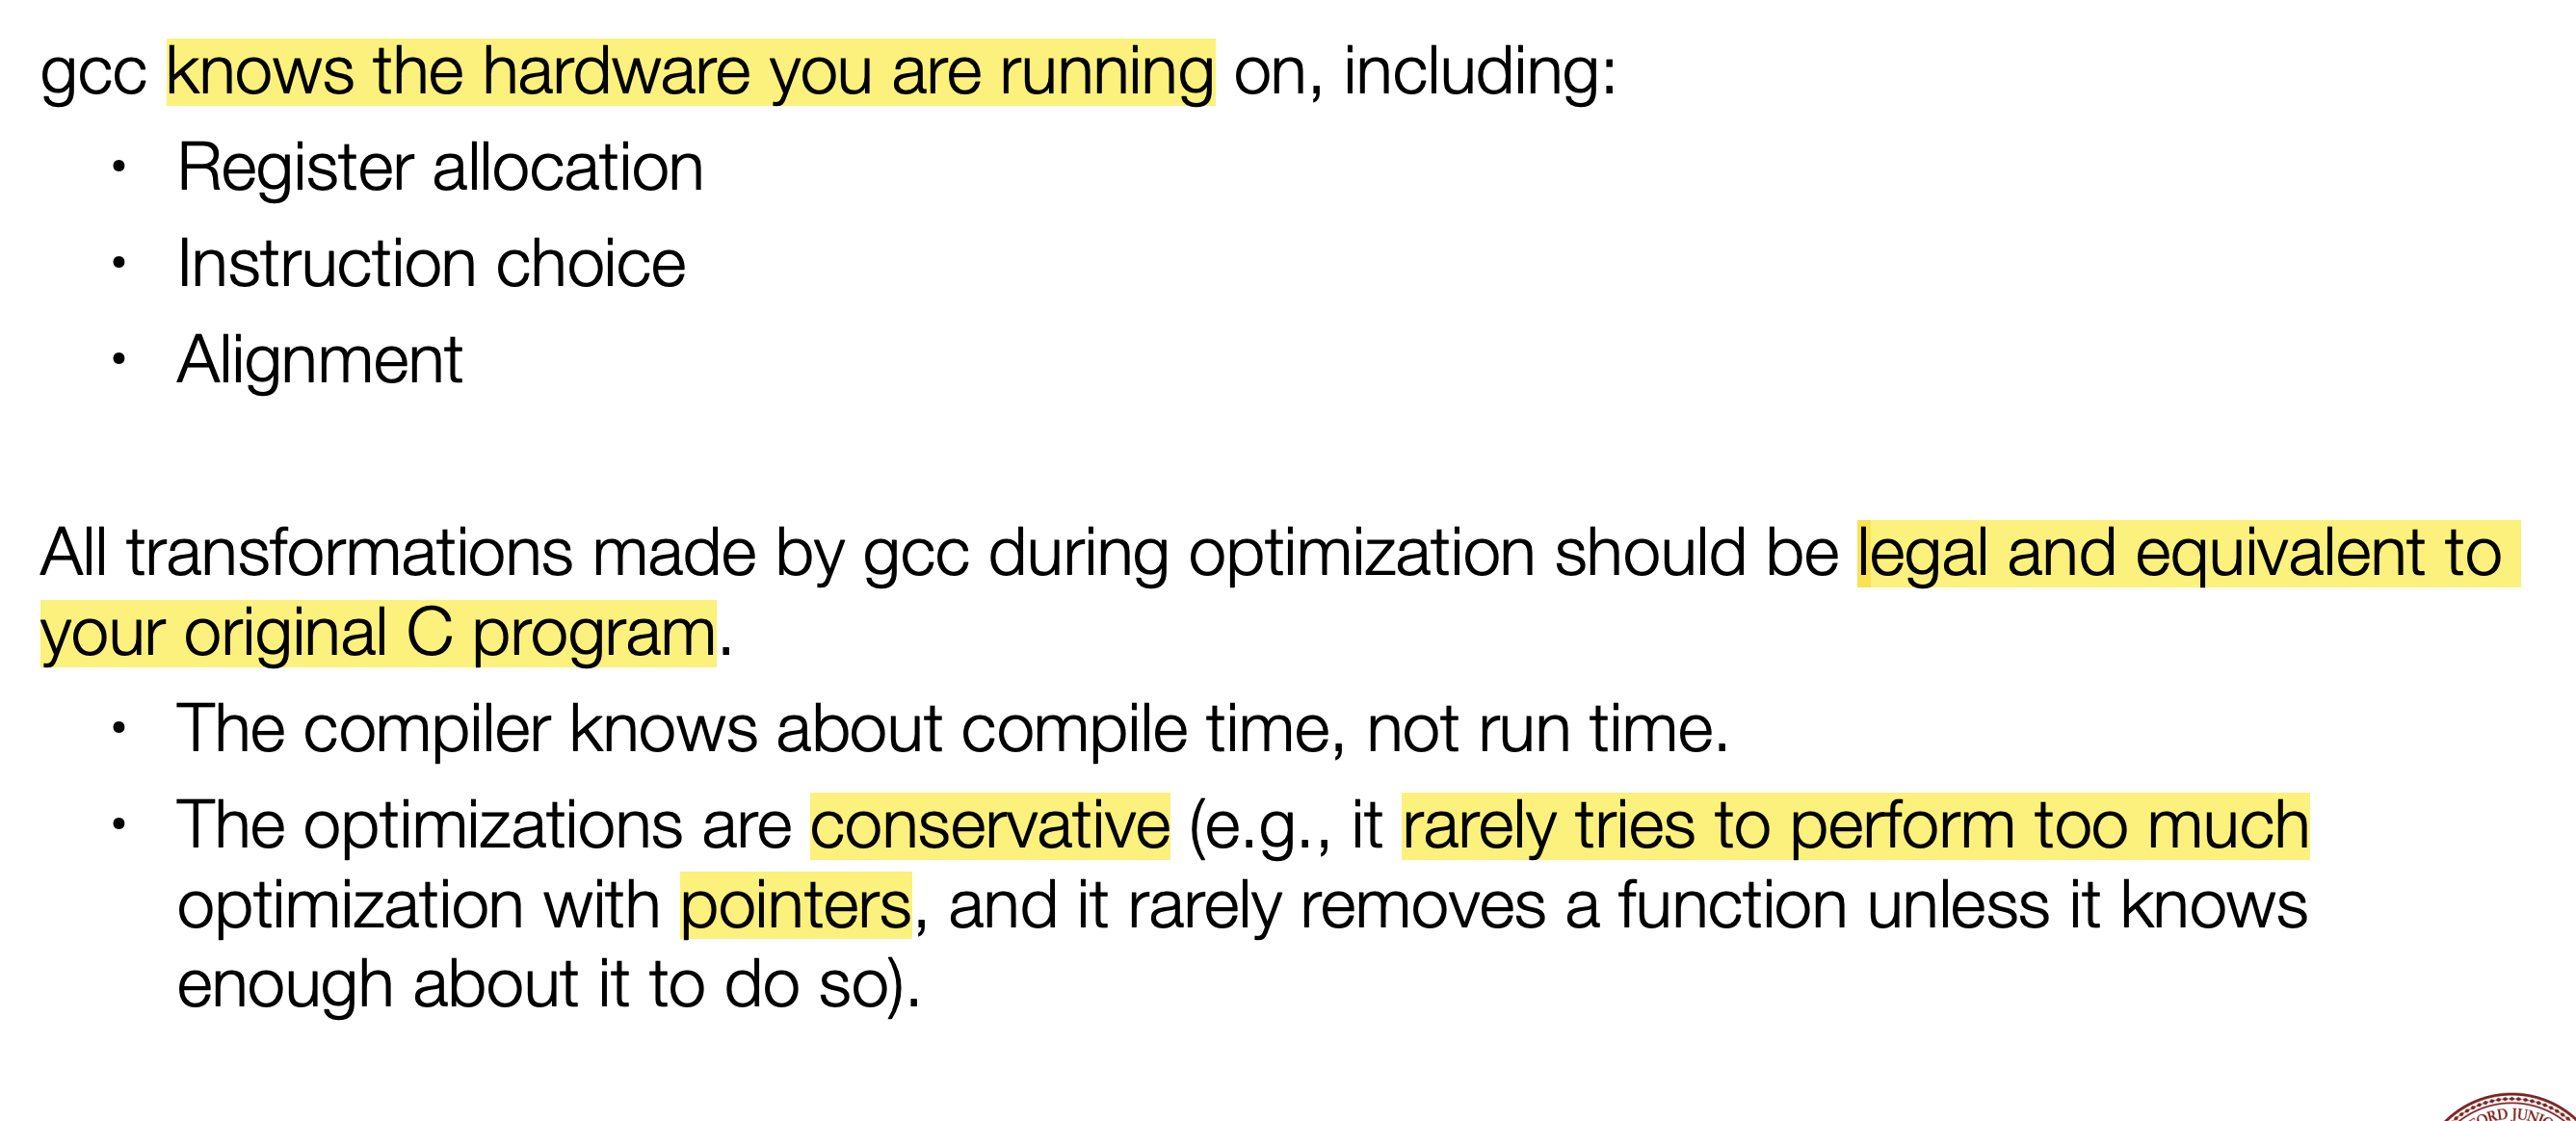 gcc knows the hardware you are running on, including:
• Register allocation
• Instruction choice
• Alignment
All transformations made by gcc during optimization should be legal and equivalent to
your original C program.
• The compiler knows about compile time, not run time.
• The optimizations are conservative (e.g., it rarely tries to perform too much
optimization with pointers, and it rarely removes a function unless it knows
enough about it to do so).